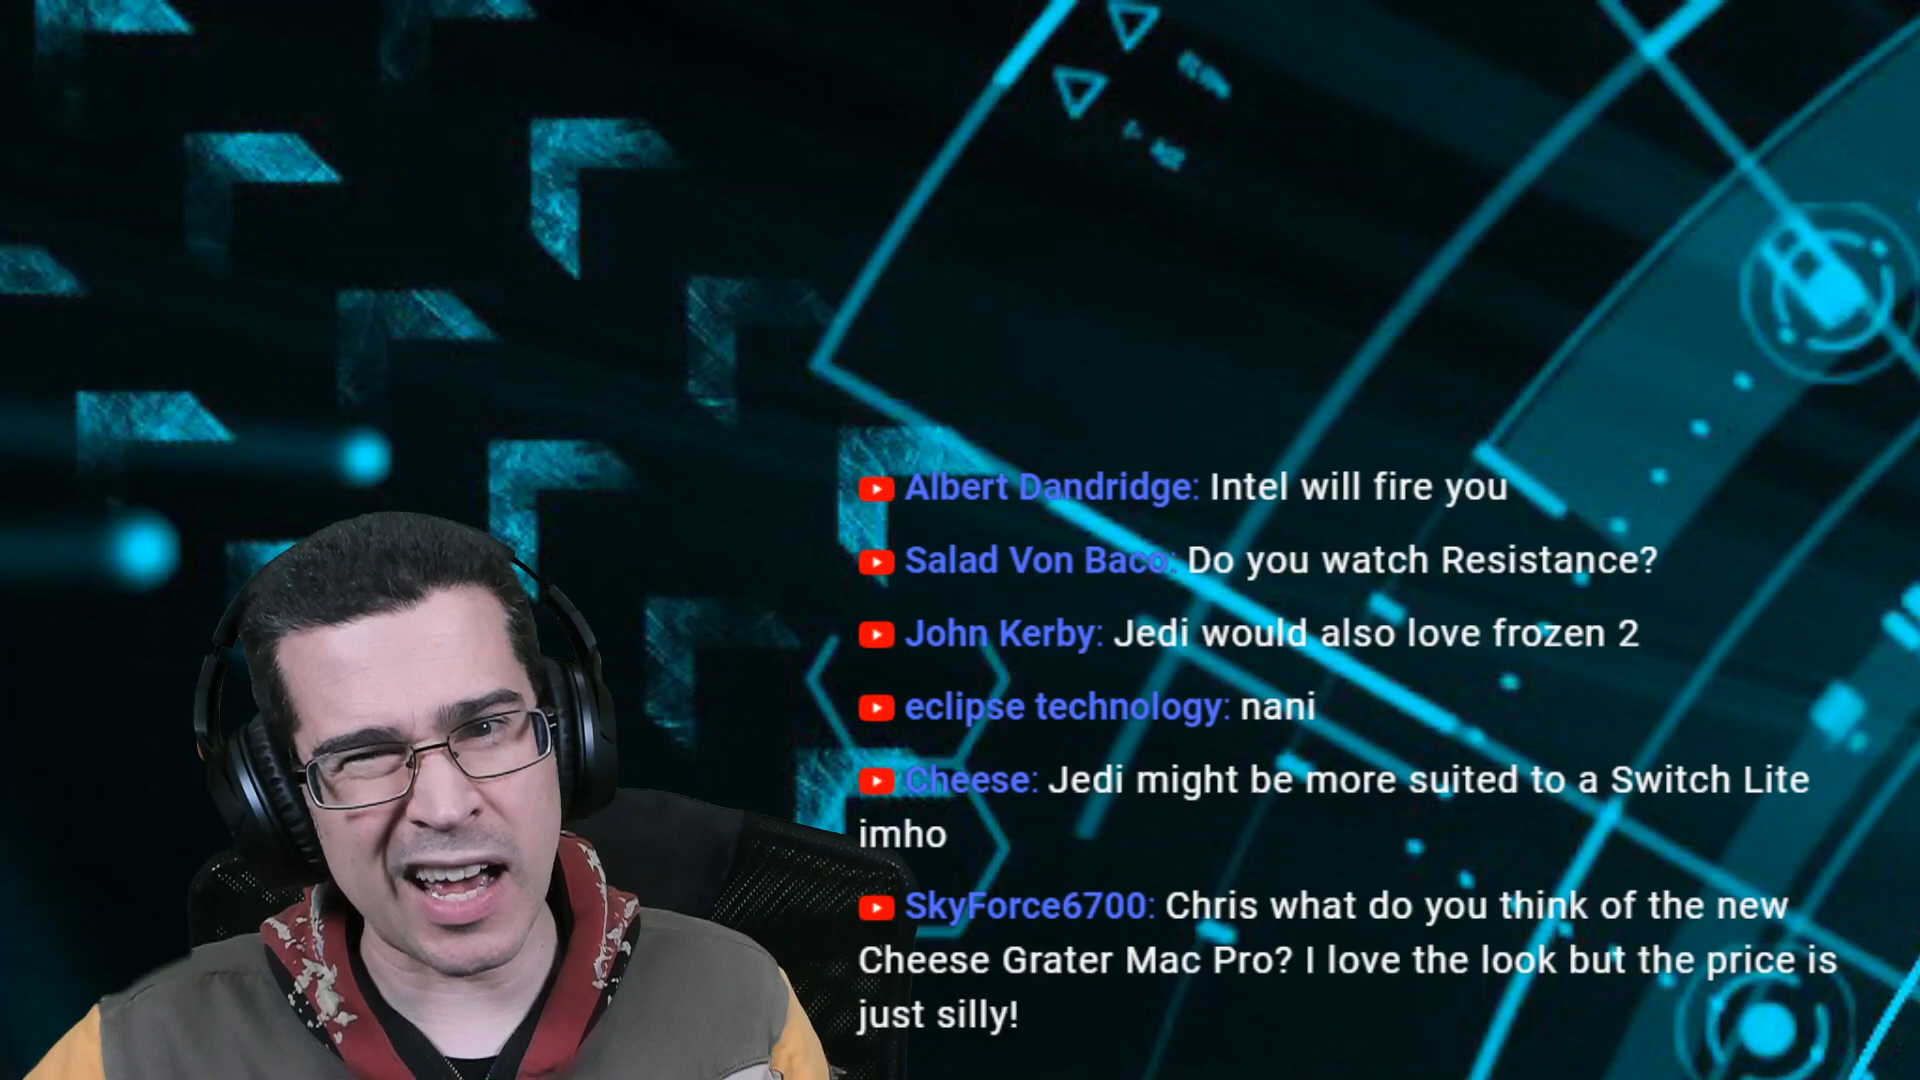 Albert Dandridge: Intel will fire you
Salad Von Baco: Do you watch Resistance?
John Kerby: Jedi would also love frozen 2
eclipse technology: nani
Cheese: Jedi might be more suited to a Switch Lite
imho
SkyForce6700: Chris what do you think of the new
Cheese Grater Mac Pro? I love the look but the price is
just silly!